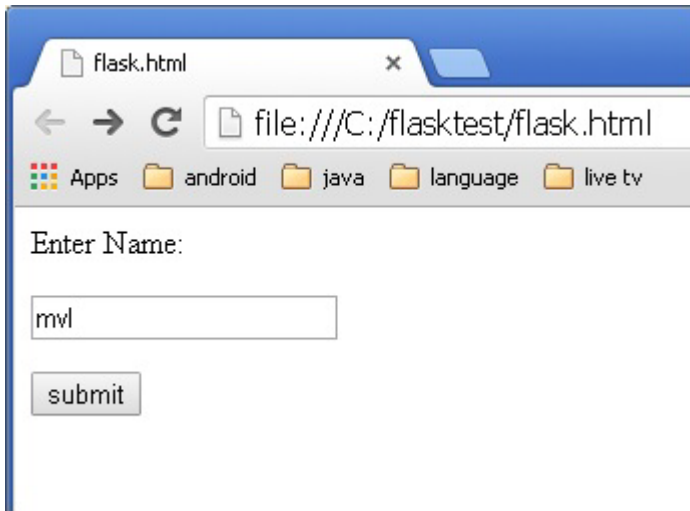 flask.html
file:///C:/flasktest/flask.html
Apps android java language live tv
Enter Name:
mvl
submit